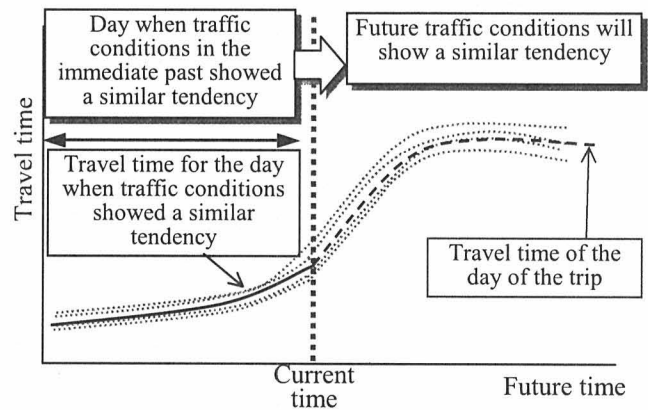 Day when traffic
conditions in the
immediate past showed
a similar tendency
Future traffic conditions will
show a similar tendency
Travel time
Travel time for the day
when traffic conditions
showed a similar
tendency
Travel time of the
day of the trip
Current
time
Future time